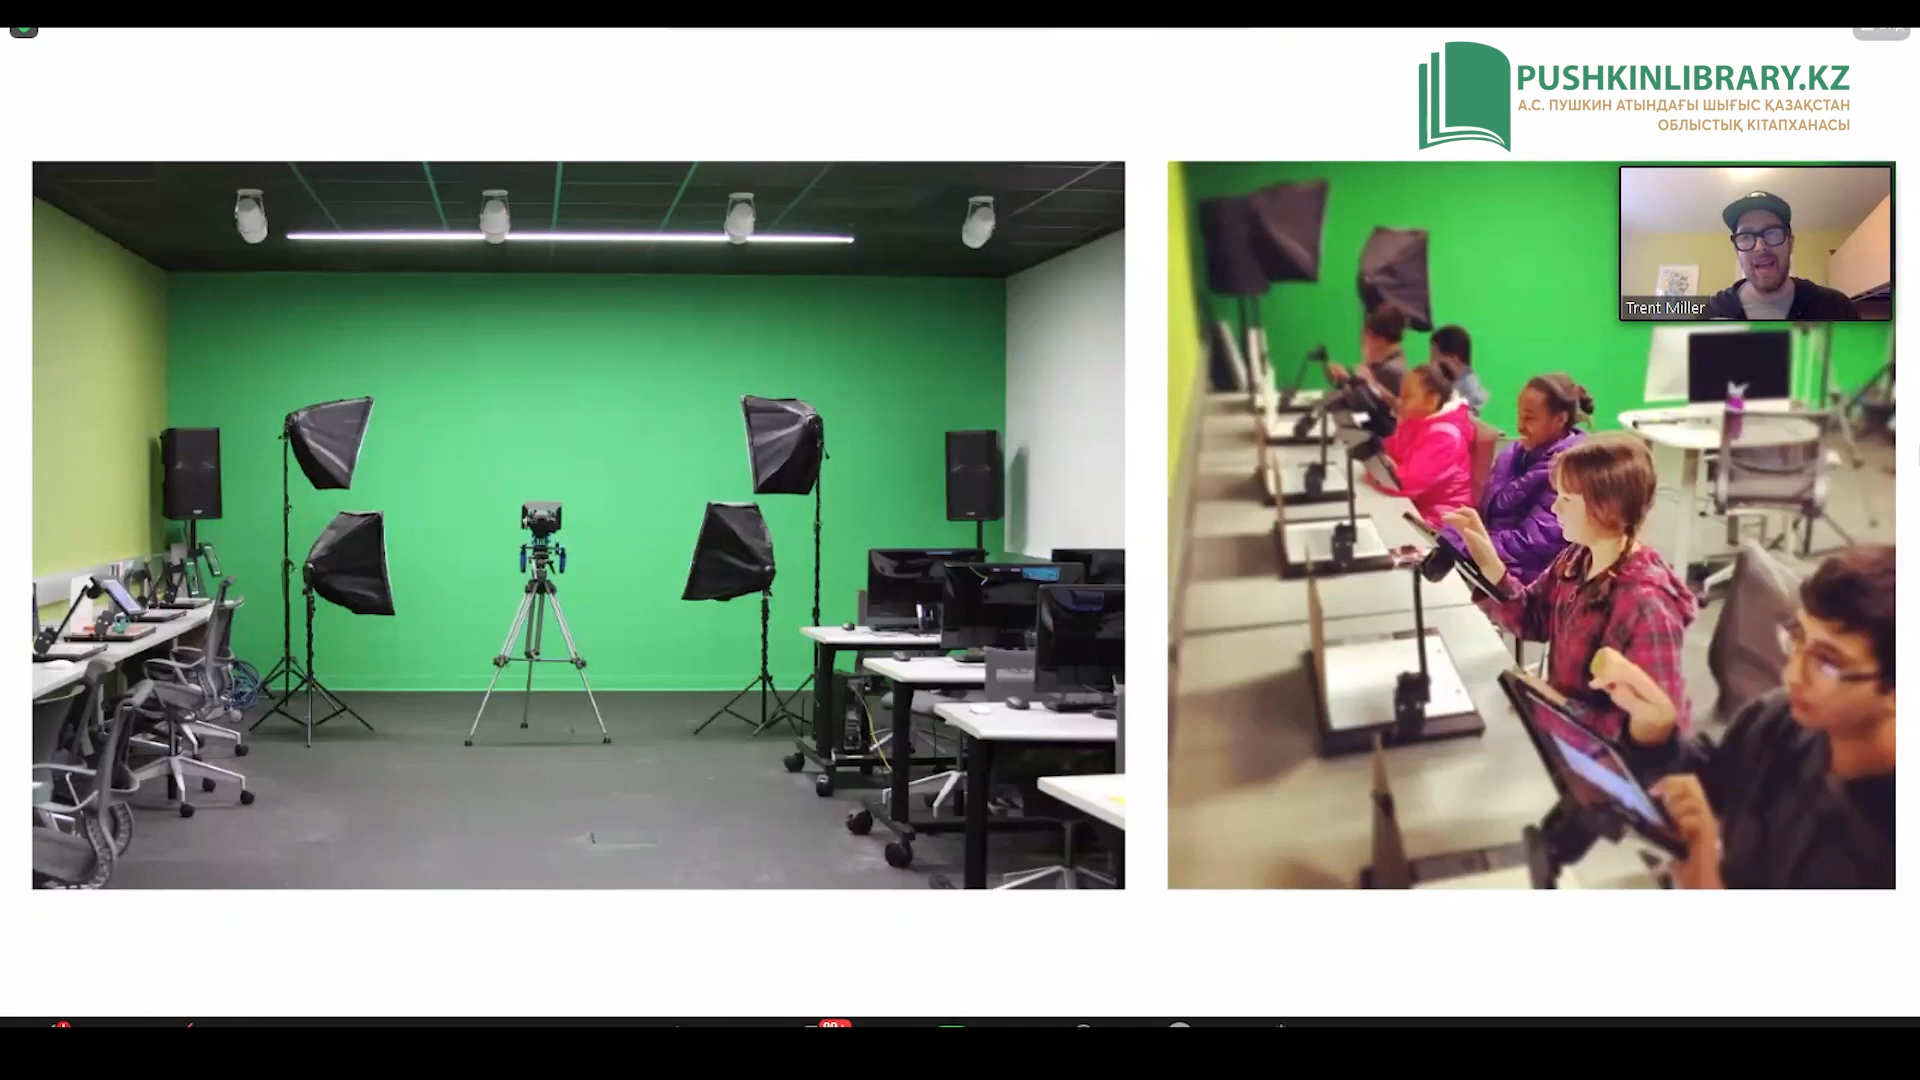 PUSHKINLIBRARY.KZ
А.С. ПУШКИН АТЫНДАҒЫ ШЫҒЫС ҚАЗАҚСТАН
ОБЛЫСТЫҚ КІТАПХАНАСЫ
Trent Miller